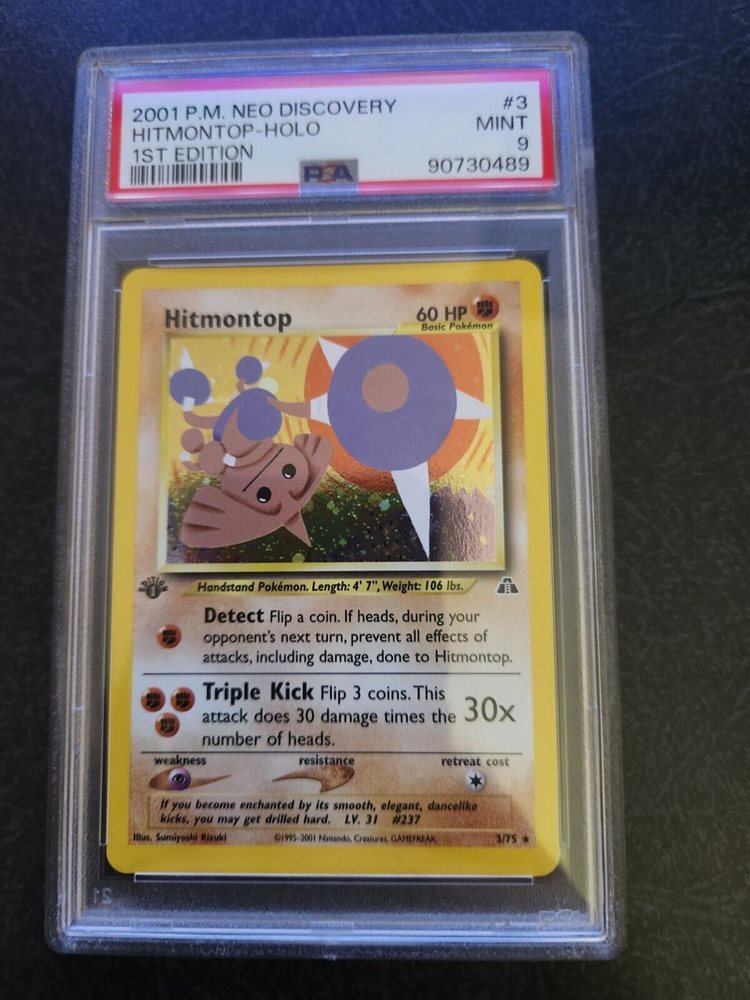 2001 P.M. NEO DISCOVERY #3
HITMONTOP-HOLO MINT
1ST EDITION 9
PSA 90730489
Hitmontop 60 HP
Basic Pokémon
EDITION
1
Handstand Pokémon. Length: 4' 7", Weight: 106 lbs.
Detect Flip a coin. If heads, during your
opponent's next turn, prevent all effects of
attacks, including damage, done to Hitmontop.
Triple Kick Flip 3 coins. This
attack does 30 damage times the 30x
number of heads.
weakness resistance retreat cost
If you become enchanted by its smooth, elegant, dancelike
kicks, you may get drilled hard. LV. 31 #237
Illus. Sumiyoshi Kizuki ©1995-2001 Nintendo, Creatures, GAMEFREAK. 3/75 ★
21